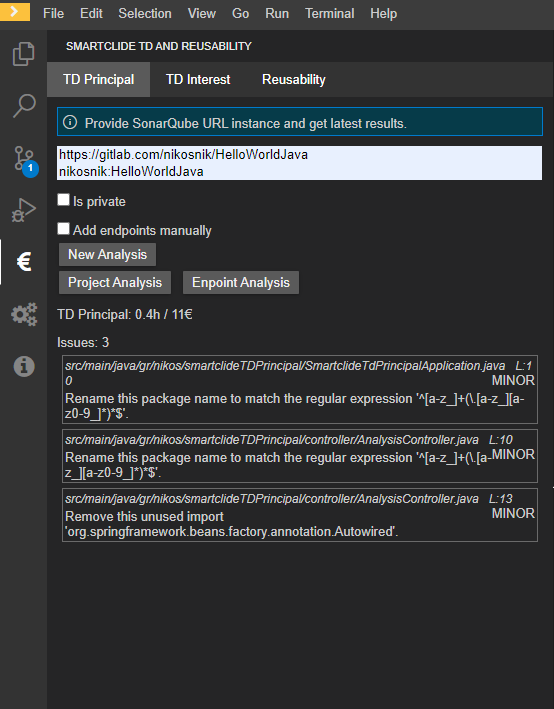 File Edit Selection View Go Run Terminal Help
SMARTCLIDE TD AND REUSABILITY
TD Principal TD Interest Reusability
Provide SonarQube URL instance and get latest results.
https://gitlab.com/nikosnik/HelloWorldJava
nikosnik:HelloWorldJava
1
Is private
Add endpoints manually
New Analysis
€
Project Analysis Enpoint Analysis
TD Principal: 0.4h / 11€
Issues: 3
src/main/java/gr/nikos/smartclideTDPrincipal/SmartclideTdPrincipalApplication.java L:1
0 MINOR
Rename this package name to match the regular expression '^[a-z_]+(\.[a-z_][a-
z0-9_]*)*$'.
src/main/java/gr/nikos/smartclideTDPrincipal/controller/AnalysisController.java L:10
Rename this package name to match the regular expression '^[a-z_]+(\.[a- MINOR
z_][a-z0-9_]*)*$'.
src/main/java/gr/nikos/smartclideTDPrincipal/controller/AnalysisController.java L:13
Remove this unused import MINOR
'org.springframework.beans.factory.annotation.Autowired'.